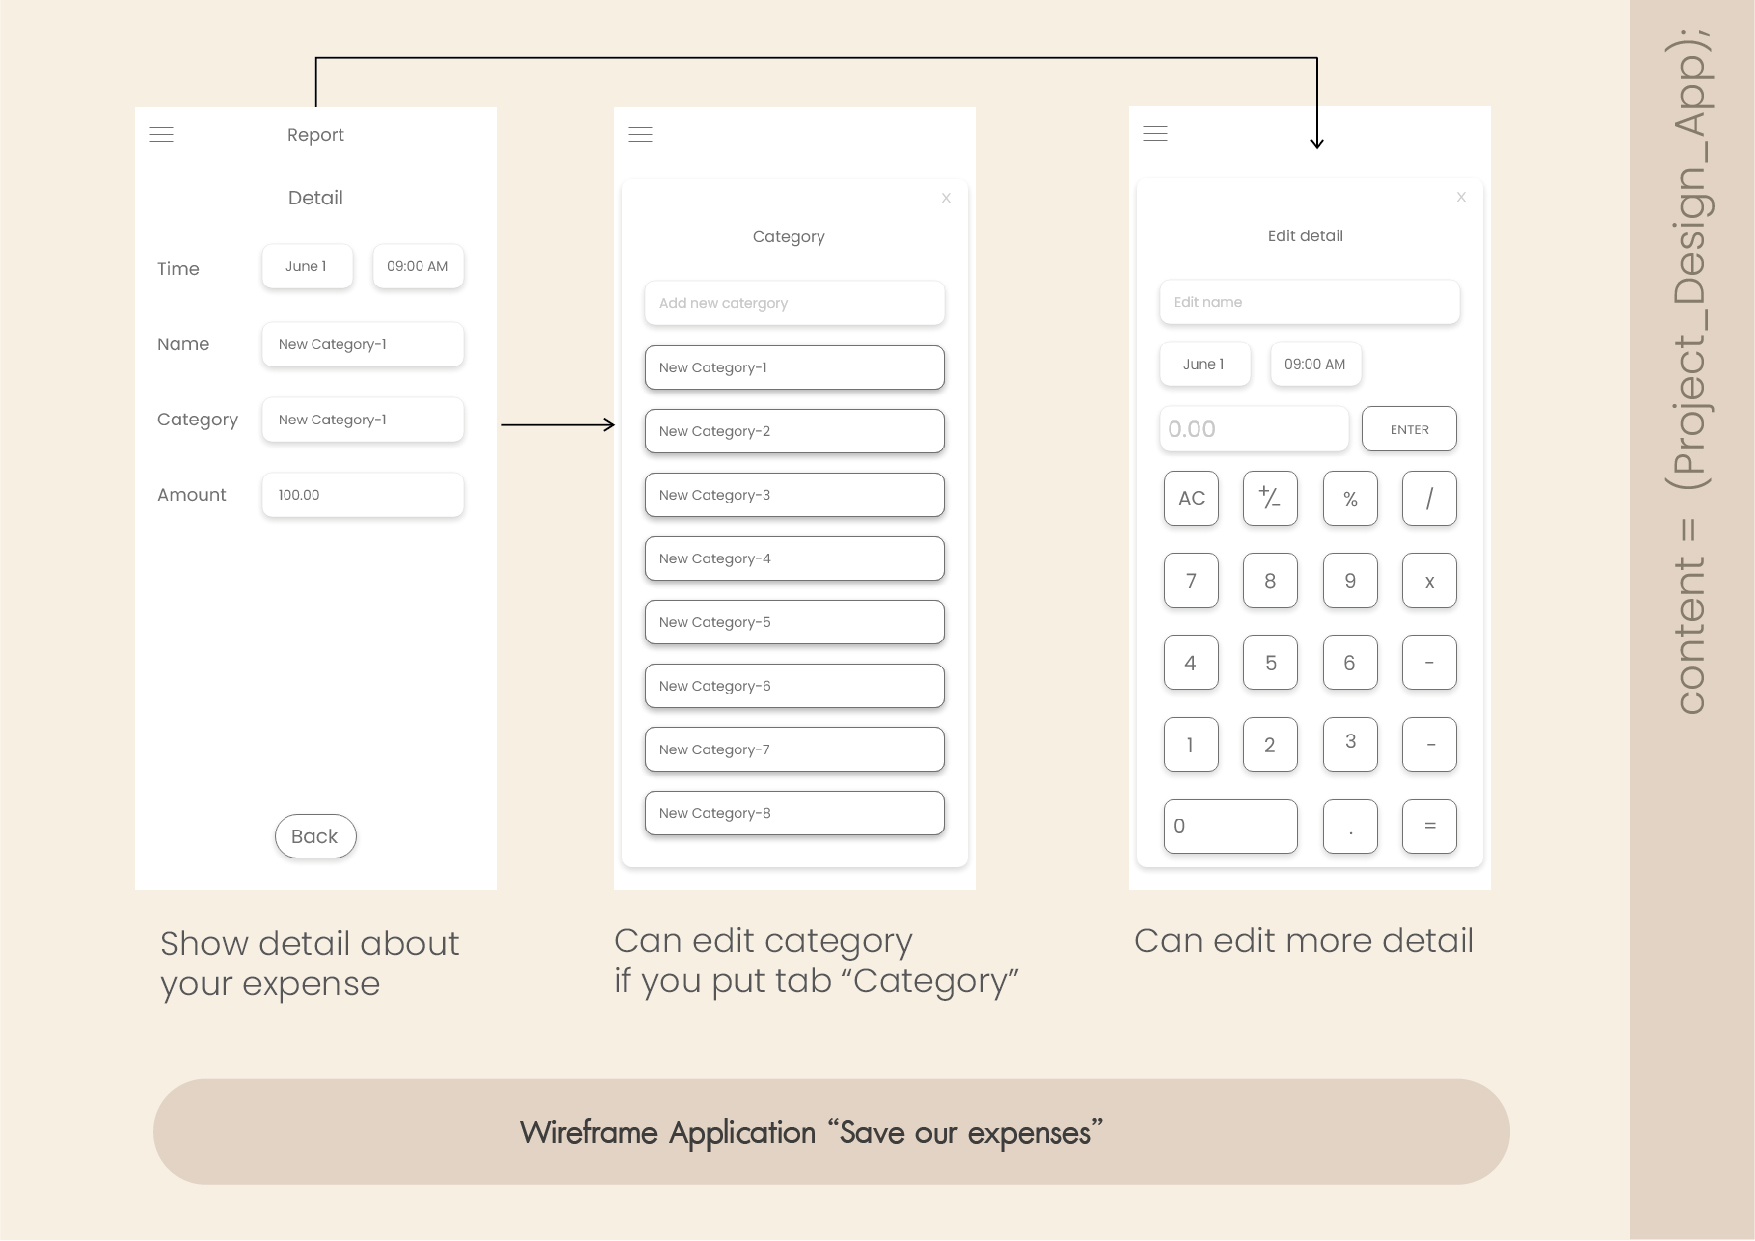 Report
Detail
Time
June 1
09:00 AM
Name
New Category-1
Category
New Category-1
Amount
100.00
Back
Show detail about
your expense
x
Category
Add new catergory
New Category-1
New Category-2
New Category-3
New Category-4
New Category-5
New Category-6
New Category-7
New Category-8
Can edit category
if you put tab “Category”
x
Edit detail
Edit name
June 1
09:00 AM
0.00
ENTER
AC +/- % /
7 8 9 x
4 5 6 -
1 2 3 -
0 . =
Can edit more detail
Wireframe Application “Save our expenses”
content = (Project_Design_App);